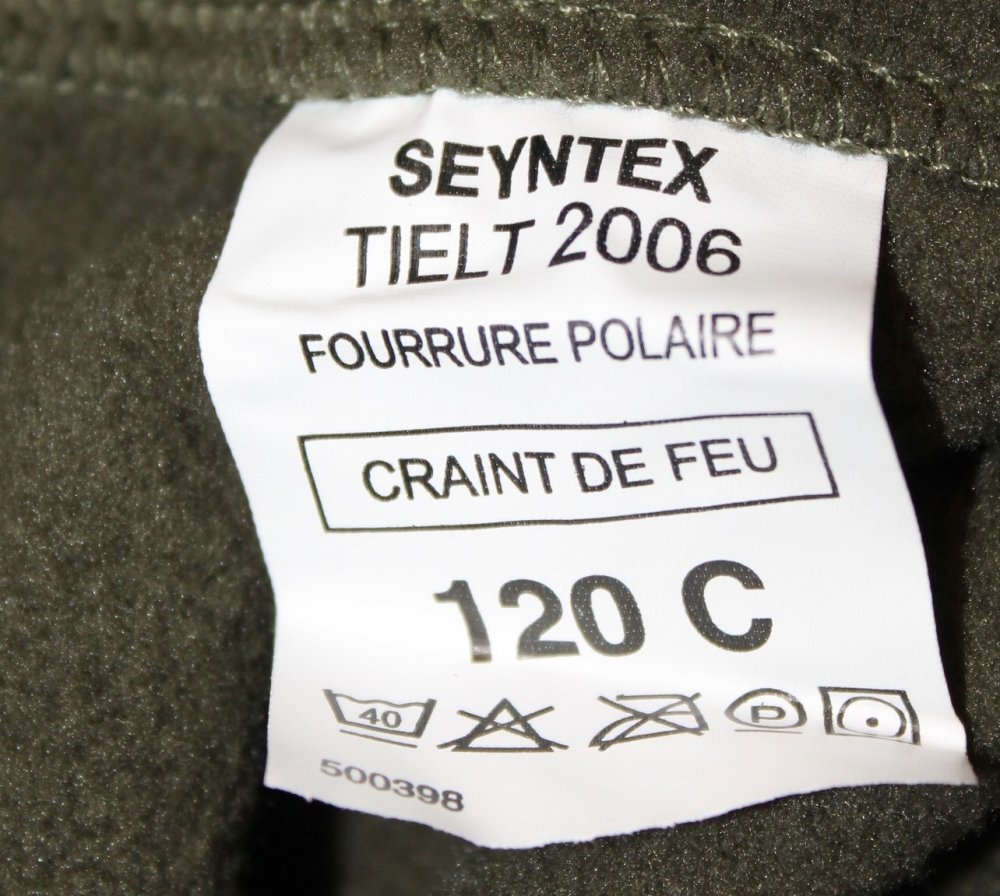 SEYNTEX
TIELT 2006
FOURRURE POLAIRE
CRAINT DE FEU
120 C
40 P
500398